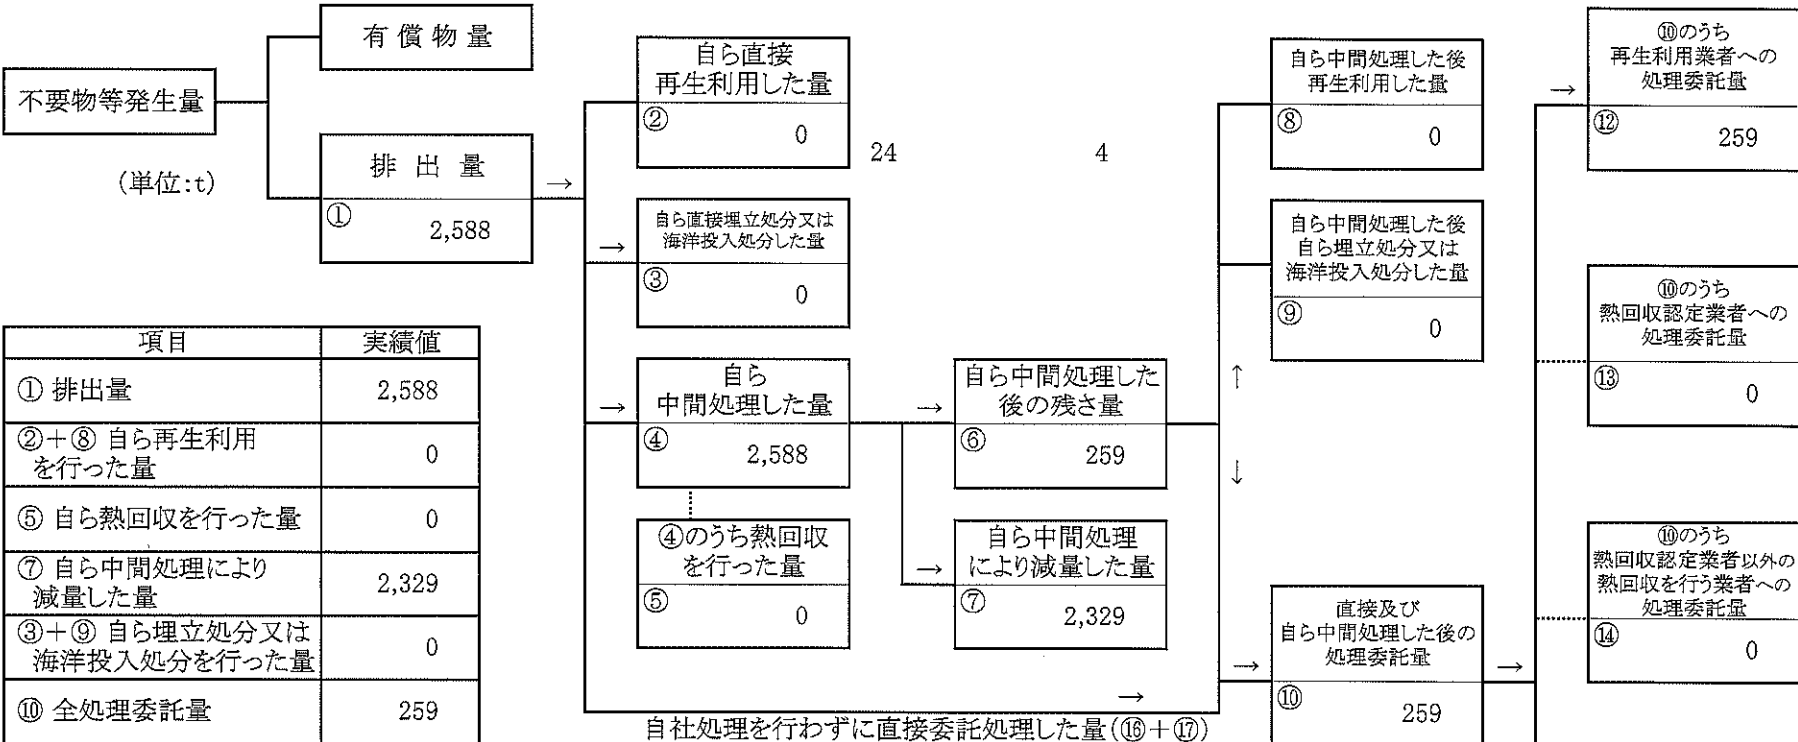 不要物等発生量
(単位:t)
有償物量
排出量
①
2,588
→
自ら直接
再生利用した量
②
0
24
4
→
自ら直接埋立処分又は
海洋投入処分した量
③
0
→
自ら
中間処理した量
④
2,588
④のうち熱回収
を行った量
⑤
0
→
自ら中間処理した
後の残さ量
⑥
259
→
自ら中間処理
により減量した量
⑦
2,329
→
自社処理を行わずに直接委託処理した量(⑯+⑰)
自ら中間処理した後
再生利用した量
⑧
0
自ら中間処理した後
自ら埋立処分又は
海洋投入処分した量
⑨
0
↑
↓
→
直接及び
自ら中間処理した後の
処理委託量
⑩
259
→
→
⑩のうち
再生利用業者への
処理委託量
⑫
259
⑩のうち
熱回収認定業者への
処理委託量
⑬
0
⑩のうち
熱回収認定業者以外の
熱回収を行う業者への
処理委託量
⑭
0
項目 実績値
① 排出量 2,588
②+⑧ 自ら再生利用
を行った量 0
⑤ 自ら熱回収を行った量 0
⑦ 自ら中間処理により
減量した量 2,329
③+⑨ 自ら埋立処分又は
海洋投入処分を行った量 0
⑩ 全処理委託量 259